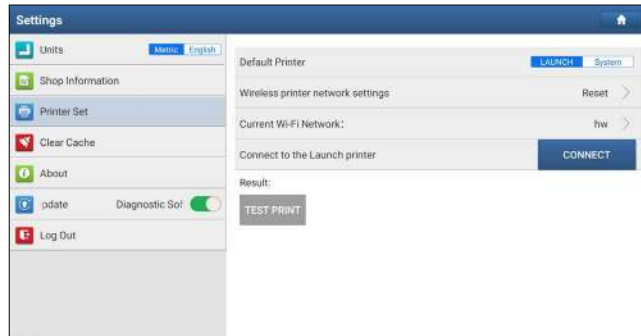 Settings
Units Metric English
Shop Information
Printer Set
Clear Cache
About
pdate Diagnostic Sof
Log Out
Default Printer LAUNCH System
Wireless printer network settings Reset
Current Wi-Fi Network: hw
Connect to the Launch printer CONNECT
Result:
TEST PRINT